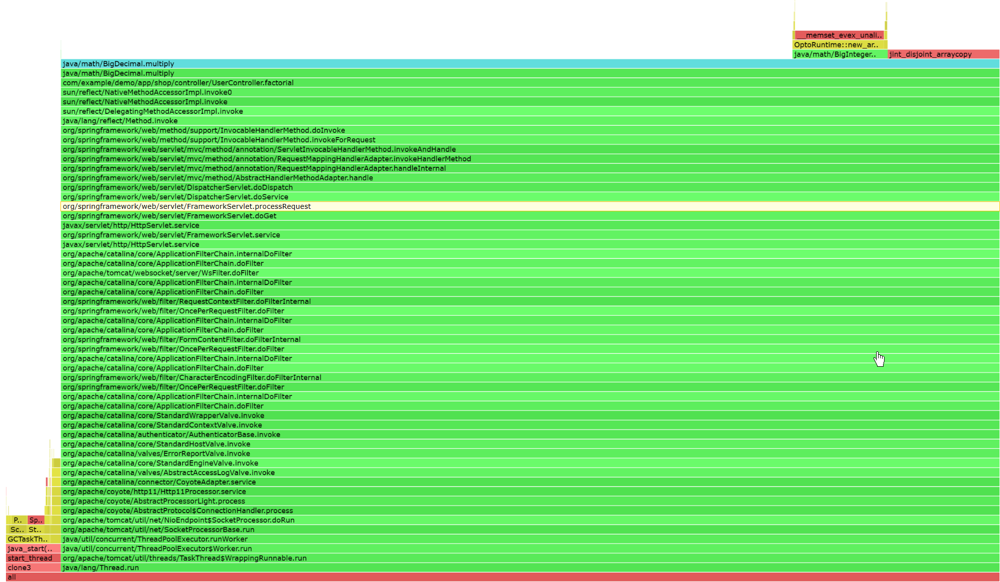 __memset_evex_unali..
OptoRuntime::new_ar..
java/math/BigInteger.. jint_disjoint_arraycopy
java/math/BigDecimal.multiply
java/math/BigDecimal.multiply
com/example/demo/app/shop/controller/UserController.factorial
sun/reflect/NativeMethodAccessorImpl.invoke0
sun/reflect/NativeMethodAccessorImpl.invoke
sun/reflect/DelegatingMethodAccessorImpl.invoke
java/lang/reflect/Method.invoke
org/springframework/web/method/support/InvocableHandlerMethod.doInvoke
org/springframework/web/method/support/InvocableHandlerMethod.invokeForRequest
org/springframework/web/servlet/mvc/method/annotation/ServletInvocableHandlerMethod.invokeAndHandle
org/springframework/web/servlet/mvc/method/annotation/RequestMappingHandlerAdapter.invokeHandlerMethod
org/springframework/web/servlet/mvc/method/annotation/RequestMappingHandlerAdapter.handleInternal
org/springframework/web/servlet/mvc/method/AbstractHandlerMethodAdapter.handle
org/springframework/web/servlet/DispatcherServlet.doDispatch
org/springframework/web/servlet/DispatcherServlet.doService
org/springframework/web/servlet/FrameworkServlet.processRequest
org/springframework/web/servlet/FrameworkServlet.doGet
javax/servlet/http/HttpServlet.service
org/springframework/web/servlet/FrameworkServlet.service
javax/servlet/http/HttpServlet.service
org/apache/catalina/core/ApplicationFilterChain.internalDoFilter
org/apache/catalina/core/ApplicationFilterChain.doFilter
org/apache/tomcat/websocket/server/WsFilter.doFilter
org/apache/catalina/core/ApplicationFilterChain.internalDoFilter
org/apache/catalina/core/ApplicationFilterChain.doFilter
org/springframework/web/filter/RequestContextFilter.doFilterInternal
org/springframework/web/filter/OncePerRequestFilter.doFilter
org/apache/catalina/core/ApplicationFilterChain.internalDoFilter
org/apache/catalina/core/ApplicationFilterChain.doFilter
org/springframework/web/filter/FormContentFilter.doFilterInternal
org/springframework/web/filter/OncePerRequestFilter.doFilter
org/apache/catalina/core/ApplicationFilterChain.internalDoFilter
org/apache/catalina/core/ApplicationFilterChain.doFilter
org/springframework/web/filter/CharacterEncodingFilter.doFilterInternal
org/springframework/web/filter/OncePerRequestFilter.doFilter
org/apache/catalina/core/ApplicationFilterChain.internalDoFilter
org/apache/catalina/core/ApplicationFilterChain.doFilter
org/apache/catalina/core/StandardWrapperValve.invoke
org/apache/catalina/core/StandardContextValve.invoke
org/apache/catalina/authenticator/AuthenticatorBase.invoke
org/apache/catalina/core/StandardHostValve.invoke
org/apache/catalina/valves/ErrorReportValve.invoke
org/apache/catalina/core/StandardEngineValve.invoke
org/apache/catalina/valves/AbstractAccessLogValve.invoke
org/apache/catalina/connector/CoyoteAdapter.service
org/apache/coyote/http11/Http11Processor.service
org/apache/coyote/AbstractProcessorLight.process
org/apache/coyote/AbstractProtocol$ConnectionHandler.process
P.. Sp.. org/apache/tomcat/util/net/NioEndpoint$SocketProcessor.doRun
Sc.. St.. org/apache/tomcat/util/net/SocketProcessorBase.run
GCTaskTh.. java/util/concurrent/ThreadPoolExecutor.runWorker
java_start(.. java/util/concurrent/ThreadPoolExecutor$Worker.run
start_thread org/apache/tomcat/util/threads/TaskThread$WrappingRunnable.run
clone3 java/lang/Thread.run
all